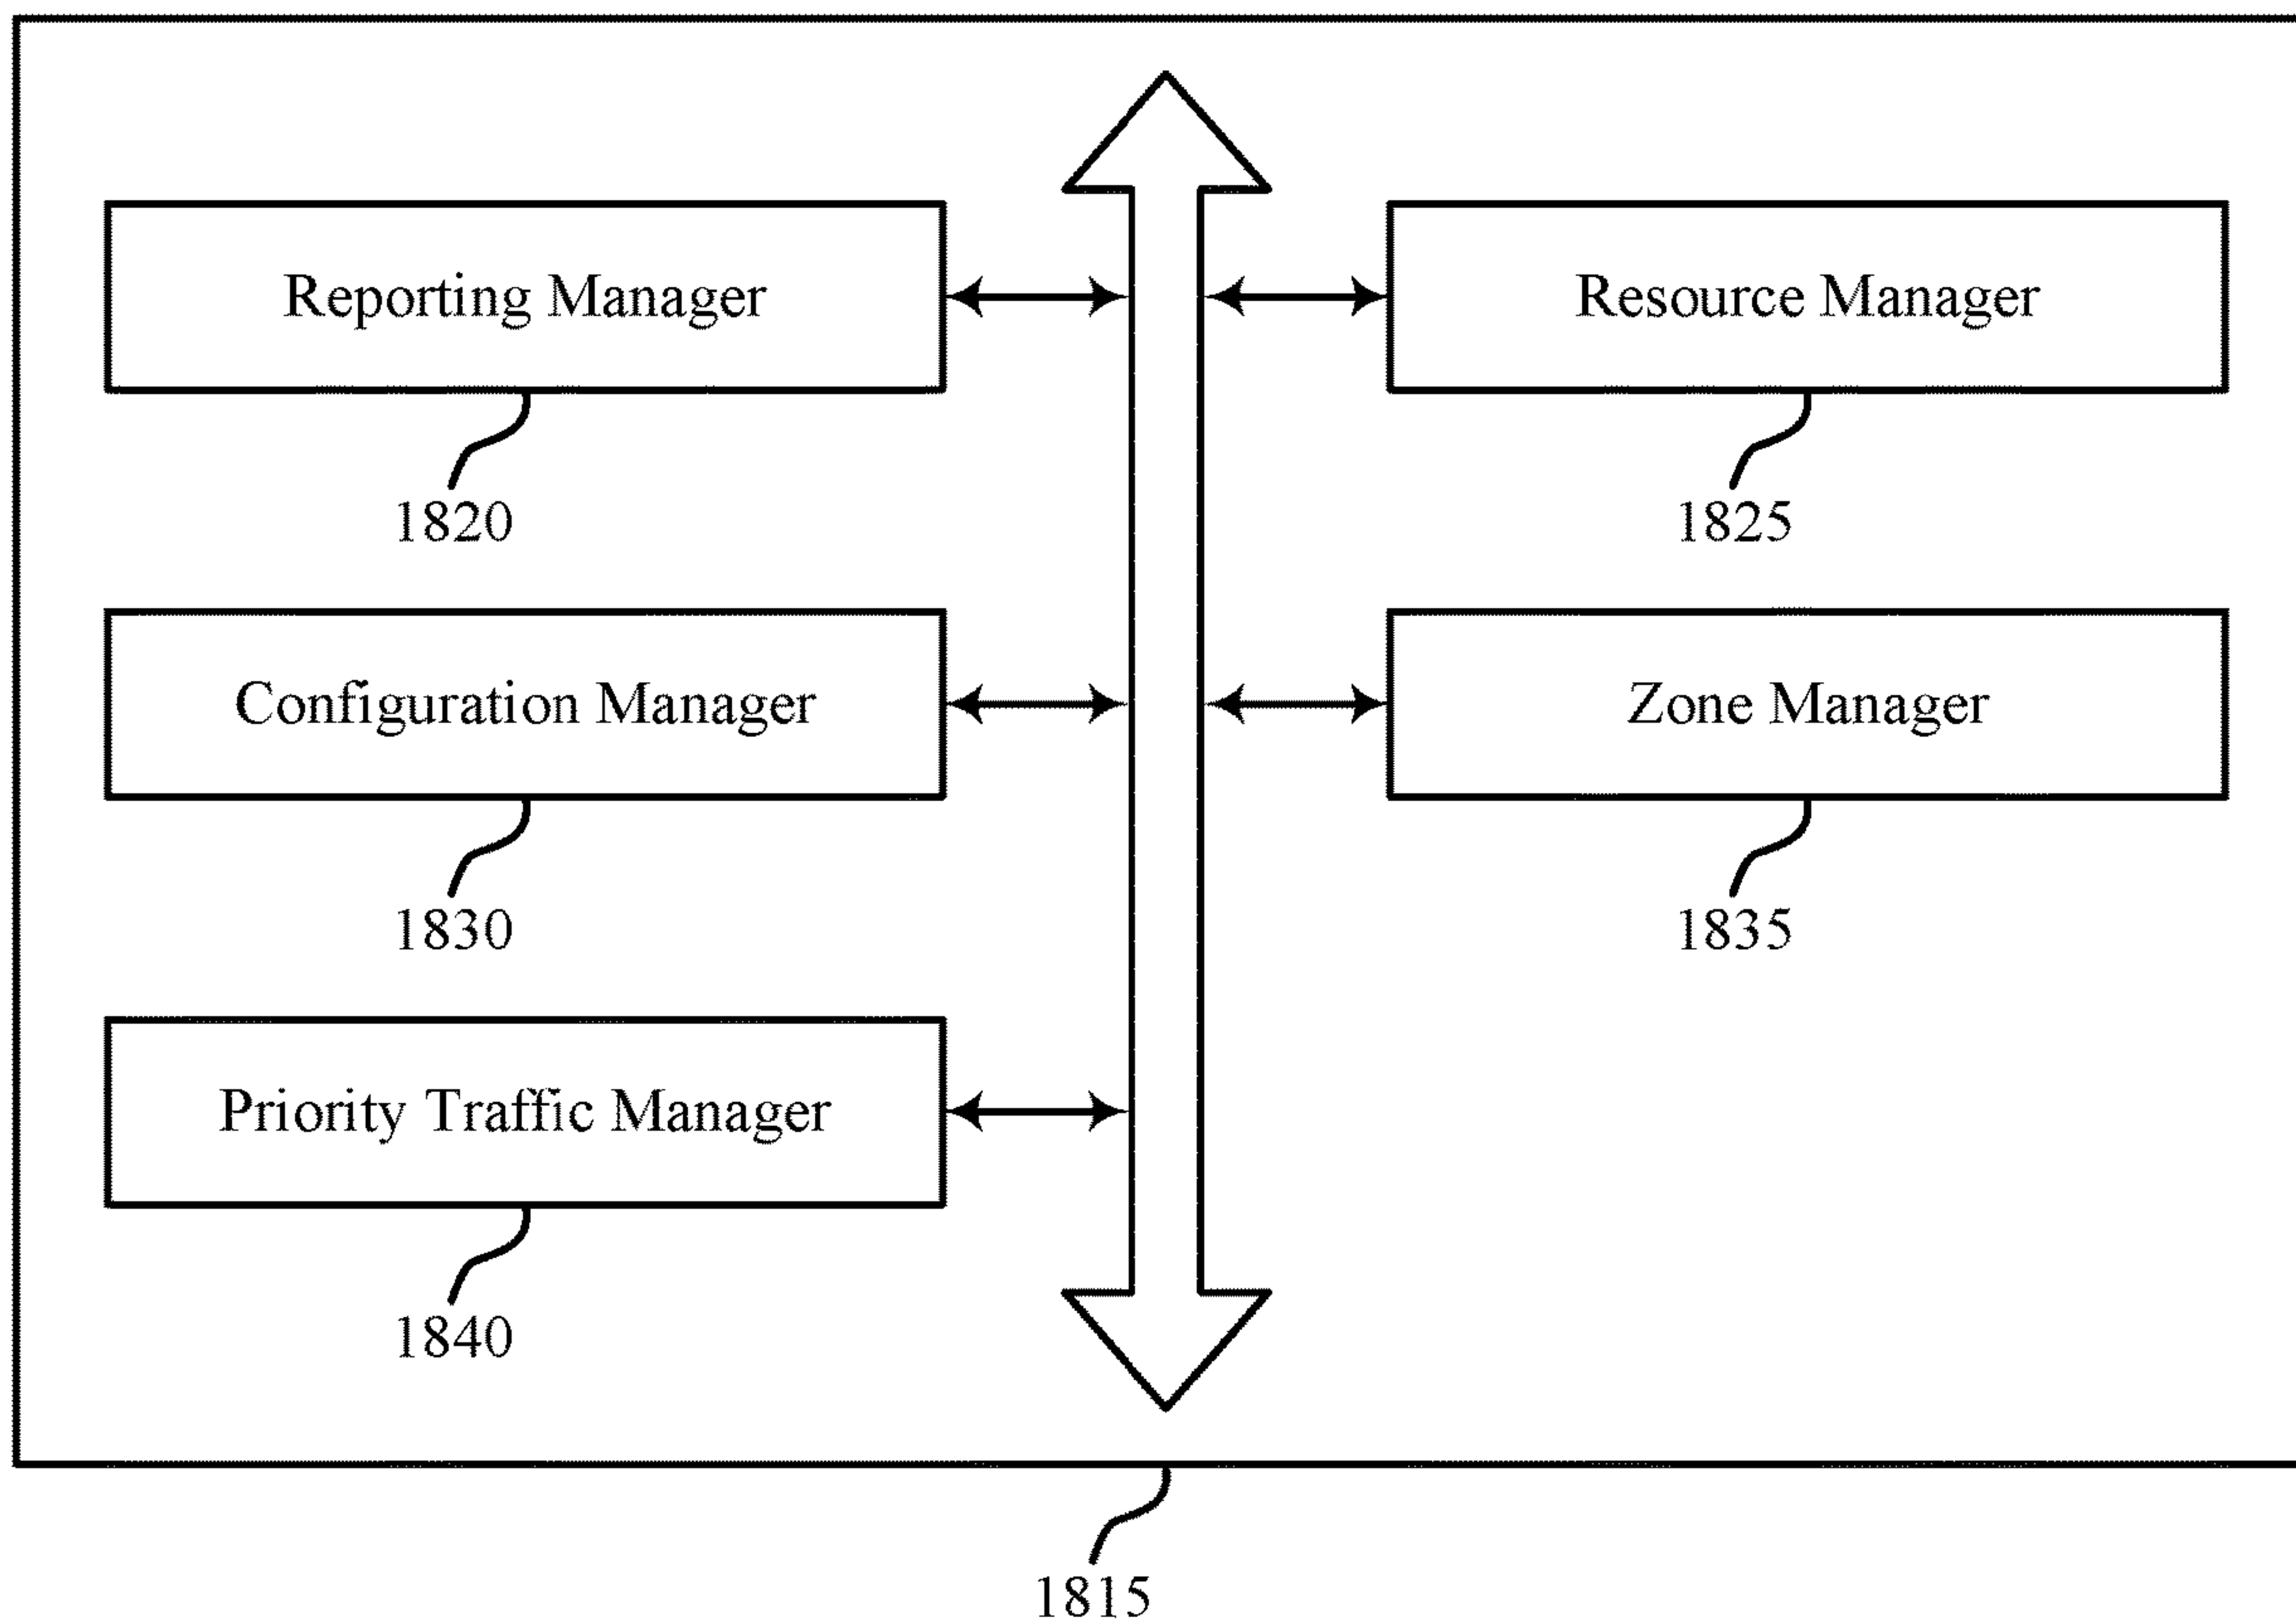 Reporting Manager
Resource Manager
1820
1825
Configuration Manager
Zone Manager
1830
1835
Priority Traffic Manager
1840
1815